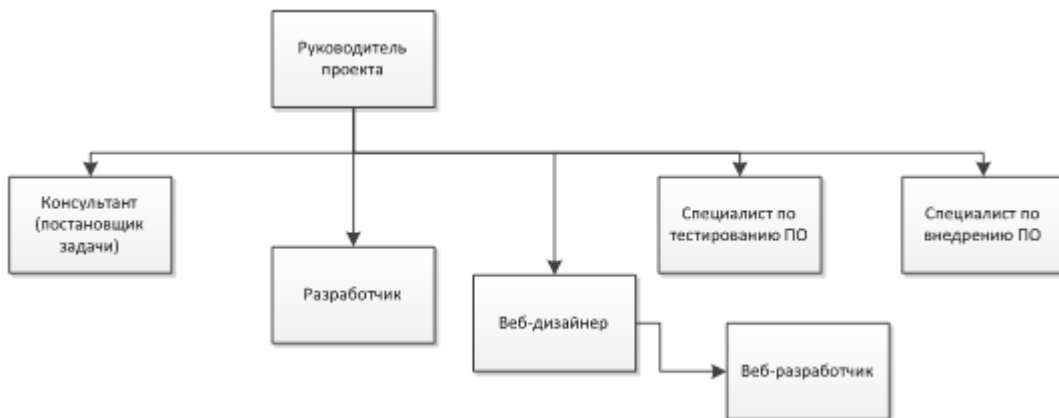 Руководитель
проекта
Консультант
(постановщик
задачи)
Разработчик
Веб-дизайнер
Специалист по
тестированию ПО
Специалист по
внедрению ПО
Веб-разработчик